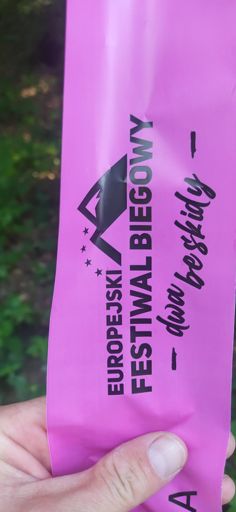 EUROPEJSKI
FESTIWAL BIEGOWY
– dwa beskidy –
A